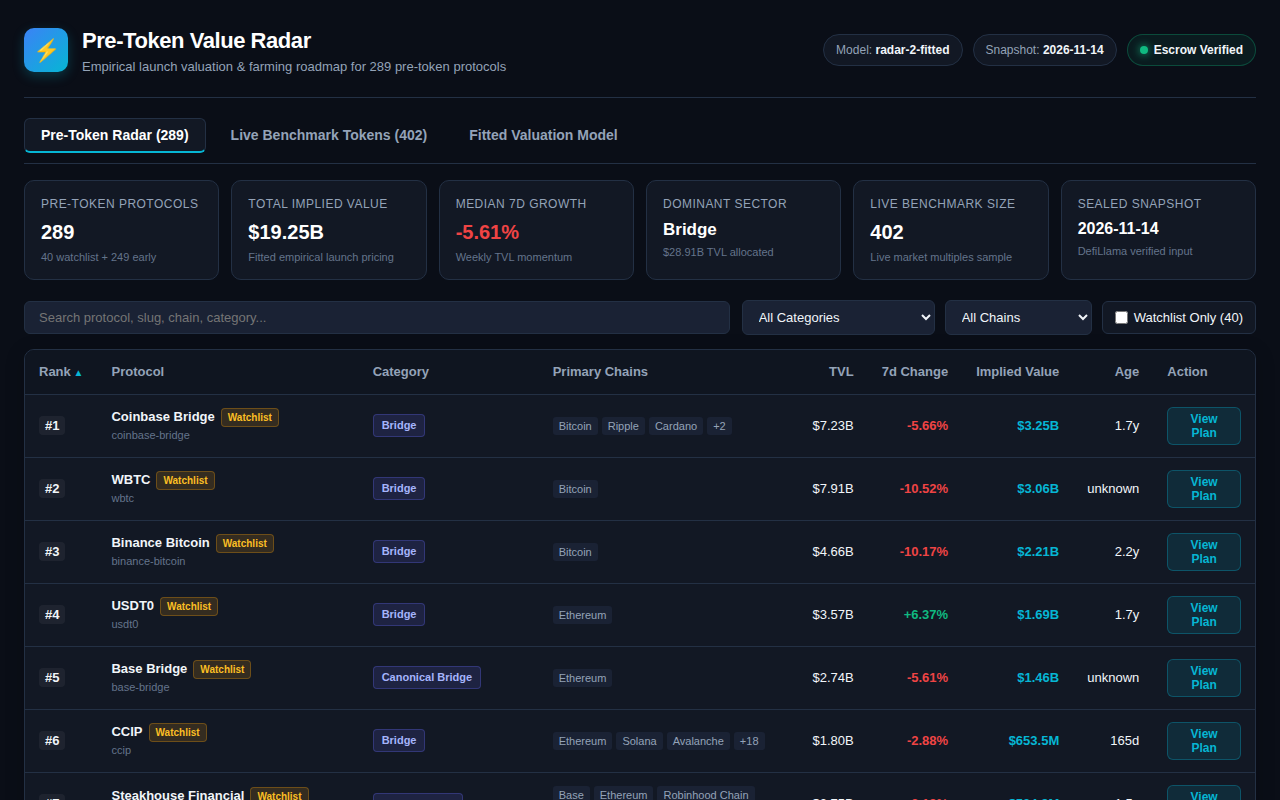 Pre-Token Value Radar
Empirical launch valuation & farming roadmap for 289 pre-token protocols
Model: radar-2-fitted
Snapshot: 2026-11-14
Escrow Verified
Pre-Token Radar (289)
Live Benchmark Tokens (402)
Fitted Valuation Model
PRE-TOKEN PROTOCOLS
289
40 watchlist + 249 early
TOTAL IMPLIED VALUE
$19.25B
Fitted empirical launch pricing
MEDIAN 7D GROWTH
-5.61%
Weekly TVL momentum
DOMINANT SECTOR
Bridge
$28.91B TVL allocated
LIVE BENCHMARK SIZE
402
Live market multiples sample
SEALED SNAPSHOT
2026-11-14
DefiLlama verified input
Search protocol, slug, chain, category...
All Categories
All Chains
Watchlist Only (40)
Rank ▲ Protocol Category Primary Chains TVL 7d Change Implied Value Age Action
#1 Coinbase Bridge Watchlist
coinbase-bridge
Bridge Bitcoin Ripple Cardano +2 $7.23B -5.66% $3.25B 1.7y View Plan
#2 WBTC Watchlist
wbtc
Bridge Bitcoin $7.91B -10.52% $3.06B unknown View Plan
#3 Binance Bitcoin Watchlist
binance-bitcoin
Bridge Bitcoin $4.66B -10.17% $2.21B 2.2y View Plan
#4 USDT0 Watchlist
usdt0
Bridge Ethereum $3.57B +6.37% $1.69B 1.7y View Plan
#5 Base Bridge Watchlist
base-bridge
Canonical Bridge Ethereum $2.74B -5.61% $1.46B unknown View Plan
#6 CCIP Watchlist
ccip
Bridge Ethereum Solana Avalanche +18 $1.80B -2.88% $653.5M 165d View Plan
Steakhouse Financial Watchlist
Base Ethereum Robinhood Chain
View